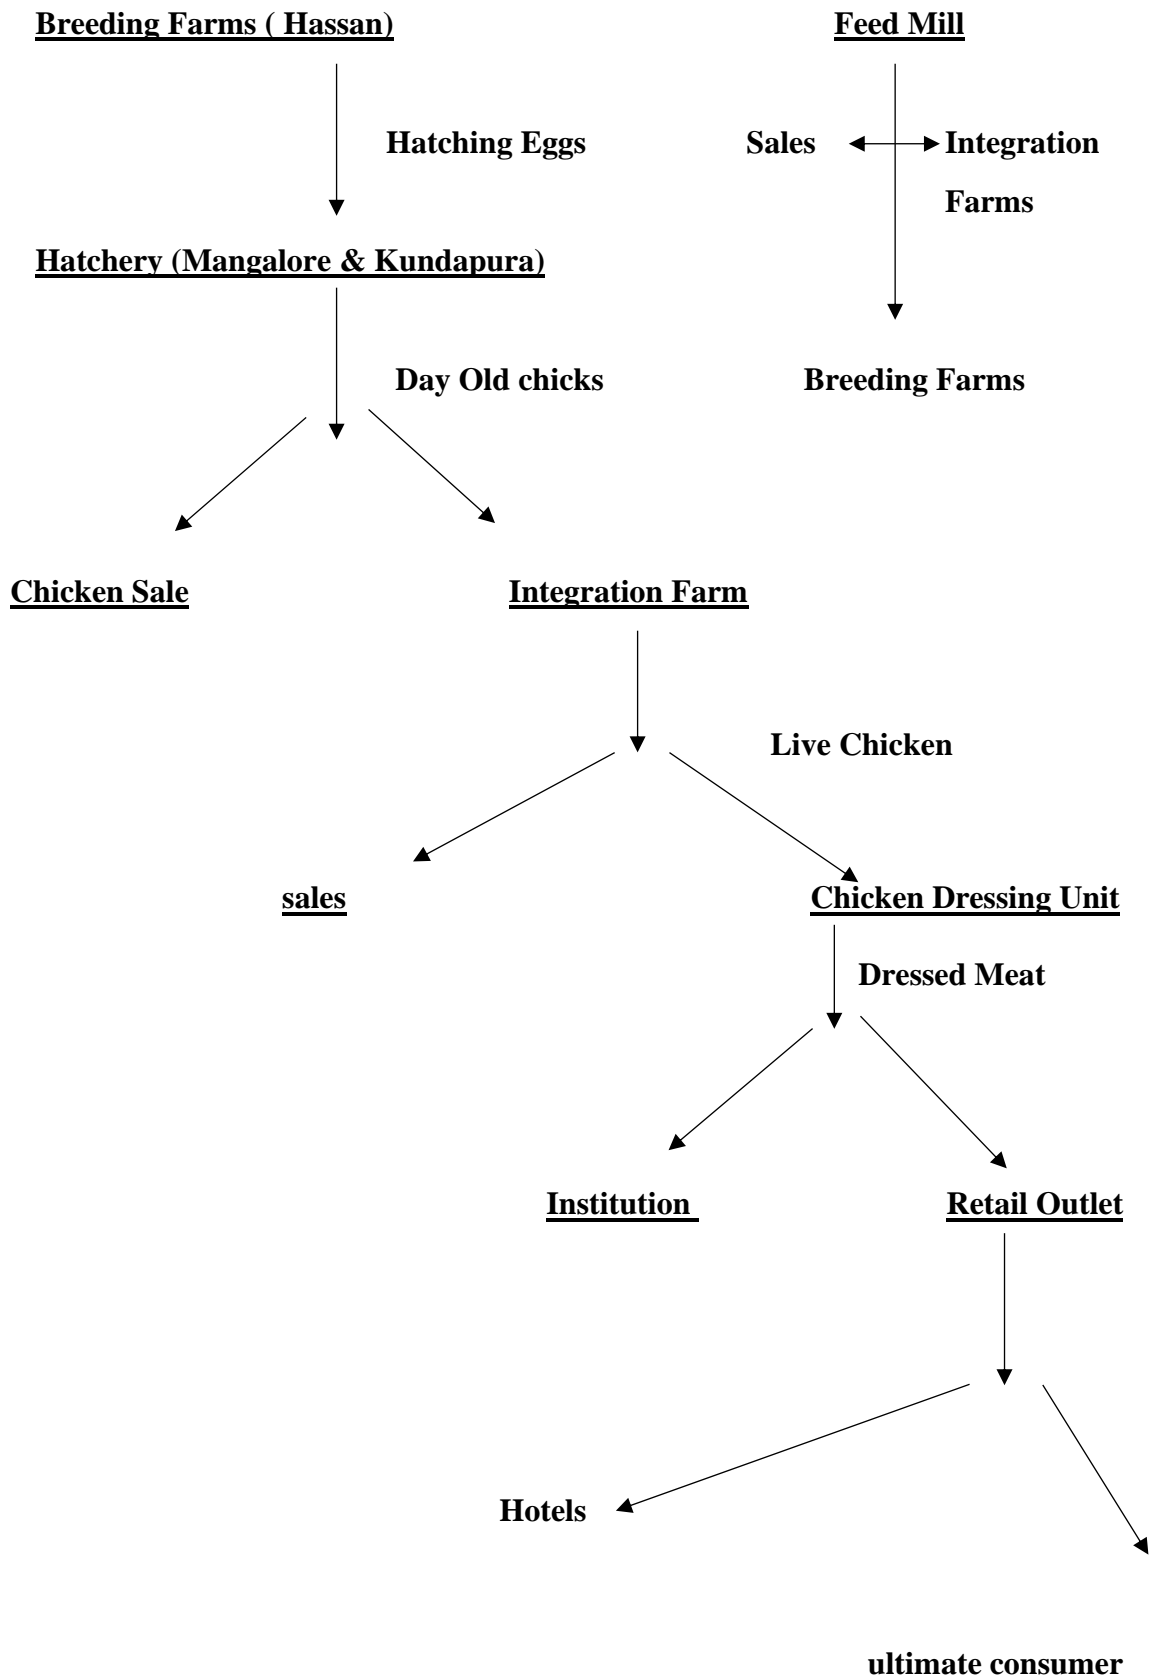 Breeding Farms ( Hassan)
Feed Mill
Hatching Eggs
Sales
Integration
Farms
Hatchery (Mangalore & Kundapura)
Day Old chicks
Breeding Farms
Chicken Sale
Integration Farm
Live Chicken
sales
Chicken Dressing Unit
Dressed Meat
Institution
Retail Outlet
Hotels
ultimate consumer